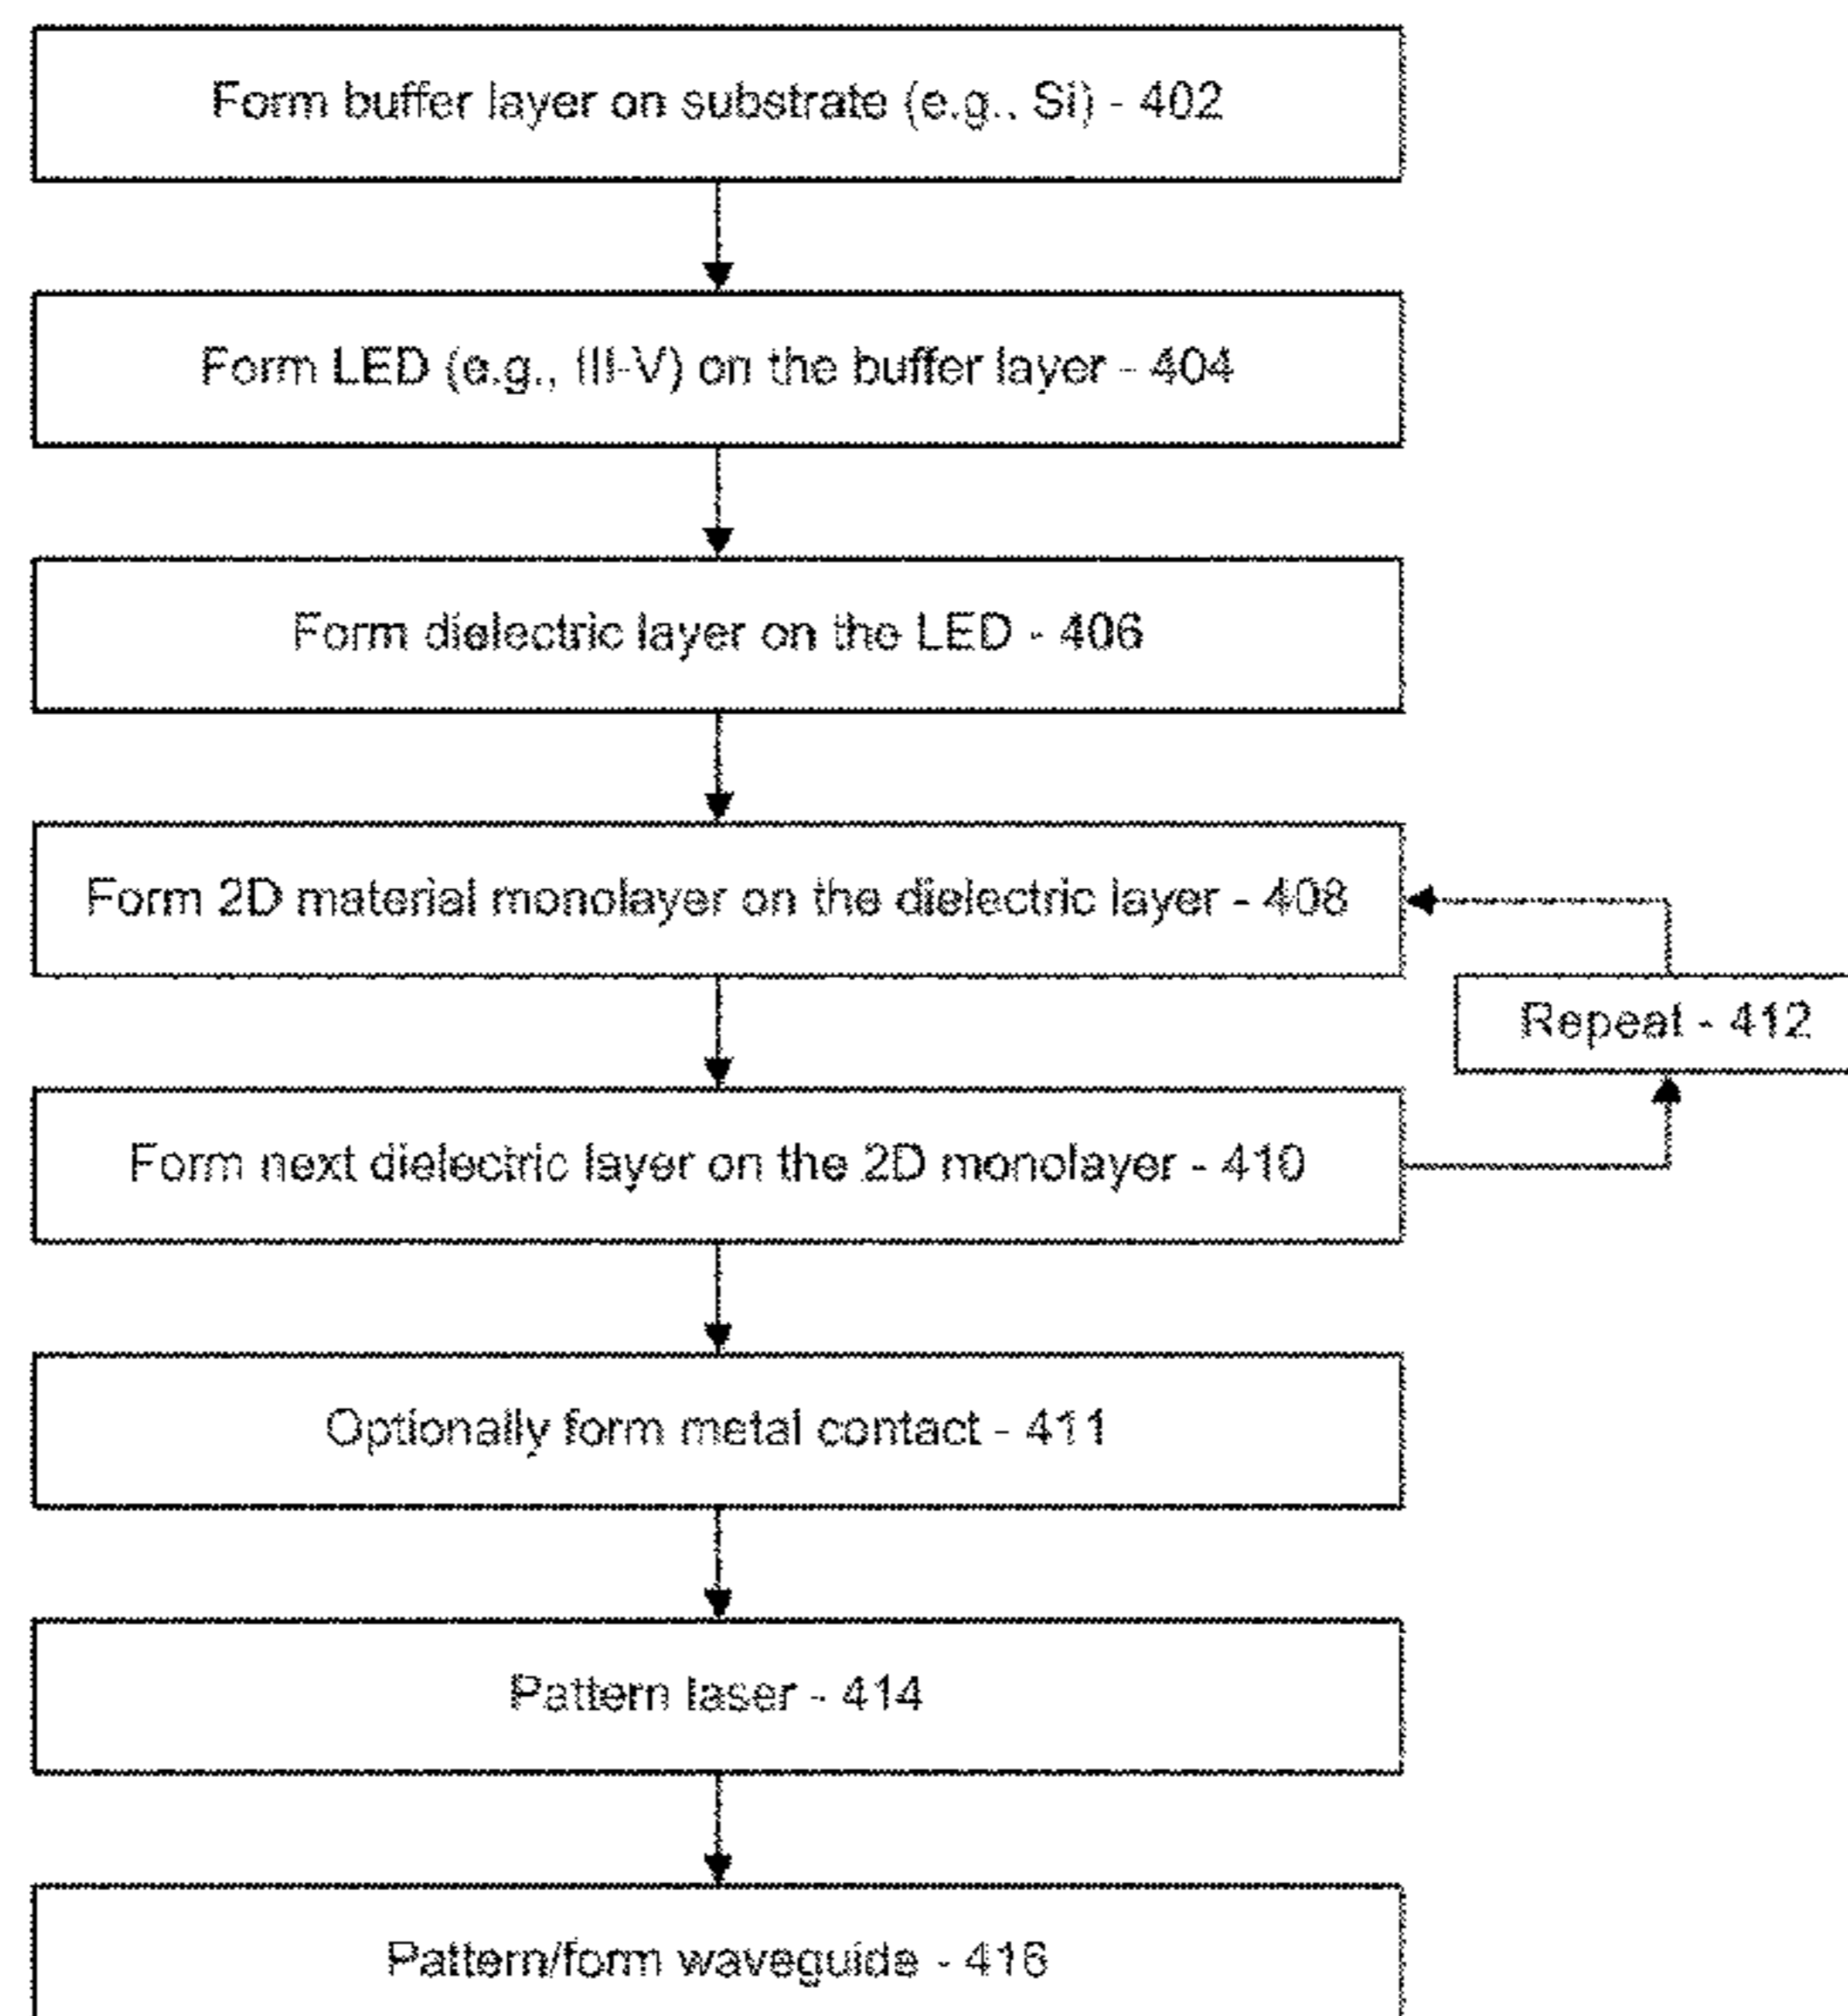 Form buffer layer on substrate (e.g., Si) - 402
Form LED (e.g., III-V) on the buffer layer - 404
Form dielectric layer on the LED - 406
Form 2D material monolayer on the dielectric layer - 408
Repeat - 412
Form next dielectric layer on the 2D monolayer - 410
Optionally form metal contact - 411
Pattern laser - 414
Pattern/form waveguide - 416